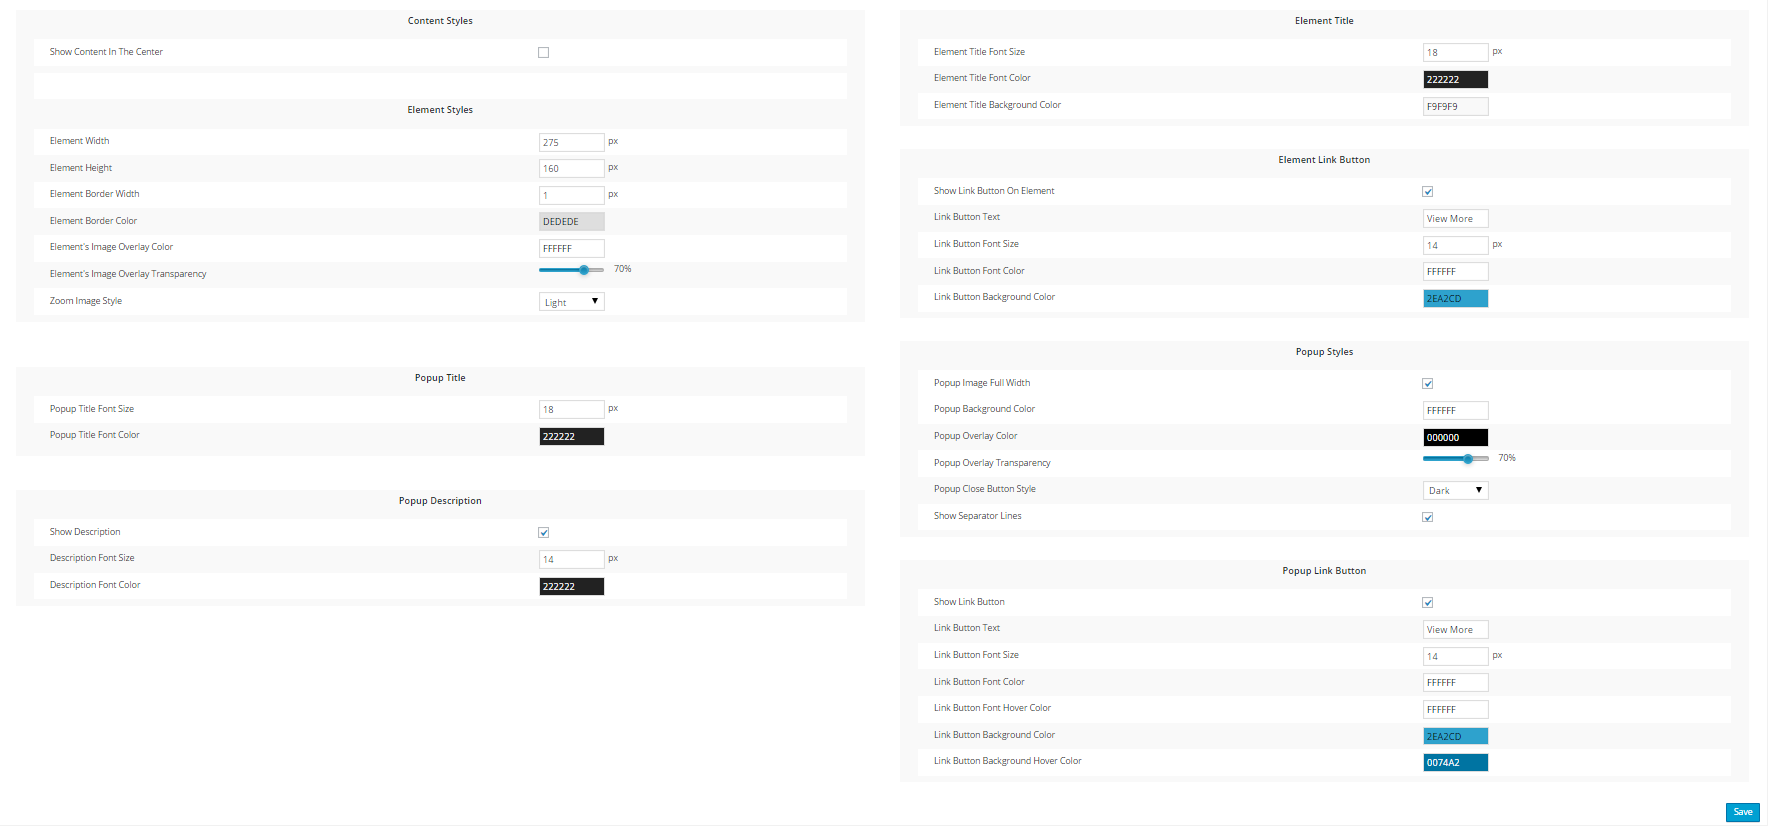 Content Styles
Show Content In The Center
Element Styles
Element Width 275 px
Element Height 160 px
Element Border Width 1 px
Element Border Color DEDEDE
Element's Image Overlay Color FFFFFF
Element's Image Overlay Transparency 70%
Zoom Image Style Light
Popup Title
Popup Title Font Size 18 px
Popup Title Font Color 222222
Popup Description
Show Description
Description Font Size 14 px
Description Font Color 222222
Element Title
Element Title Font Size 18 px
Element Title Font Color 222222
Element Title Background Color F9F9F9
Element Link Button
Show Link Button On Element
Link Button Text View More
Link Button Font Size 14 px
Link Button Font Color FFFFFF
Link Button Background Color 2EA2CD
Popup Styles
Popup Image Full Width
Popup Background Color FFFFFF
Popup Overlay Color 000000
Popup Overlay Transparency 70%
Popup Close Button Style Dark
Show Separator Lines
Popup Link Button
Show Link Button
Link Button Text View More
Link Button Font Size 14 px
Link Button Font Color FFFFFF
Link Button Font Hover Color FFFFFF
Link Button Background Color 2EA2CD
Link Button Background Hover Color 0074A2
Save